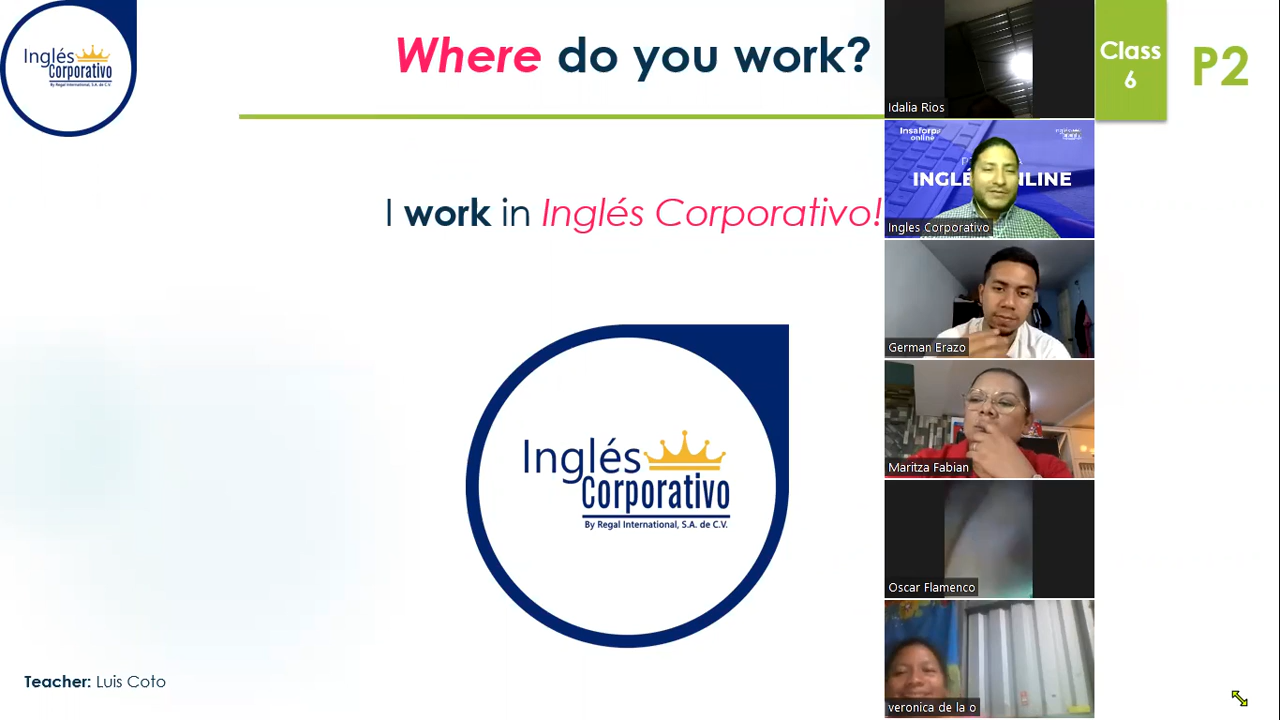 Inglés
Corporativo
By Regal International, S.A. de C.V.
Where do you work?
Class
6
P2
I work in Inglés Corporativo!
Inglés
Corporativo
By Regal International, S.A. de C.V.
Teacher: Luis Coto
Idalia Rios
Insaforp
online
INGLÉ NLINE
Ingles Corporativo
German Erazo
Maritza Fabian
Oscar Flamenco
veronica de la o